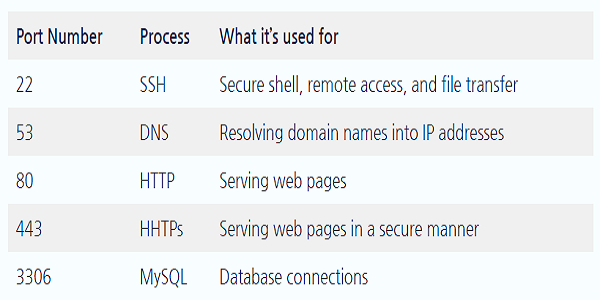 Port Number Process What it's used for
22 SSH Secure shell, remote access, and file transfer
53 DNS Resolving domain names into IP addresses
80 HTTP Serving web pages
443 HHTPs Serving web pages in a secure manner
3306 MySQL Database connections